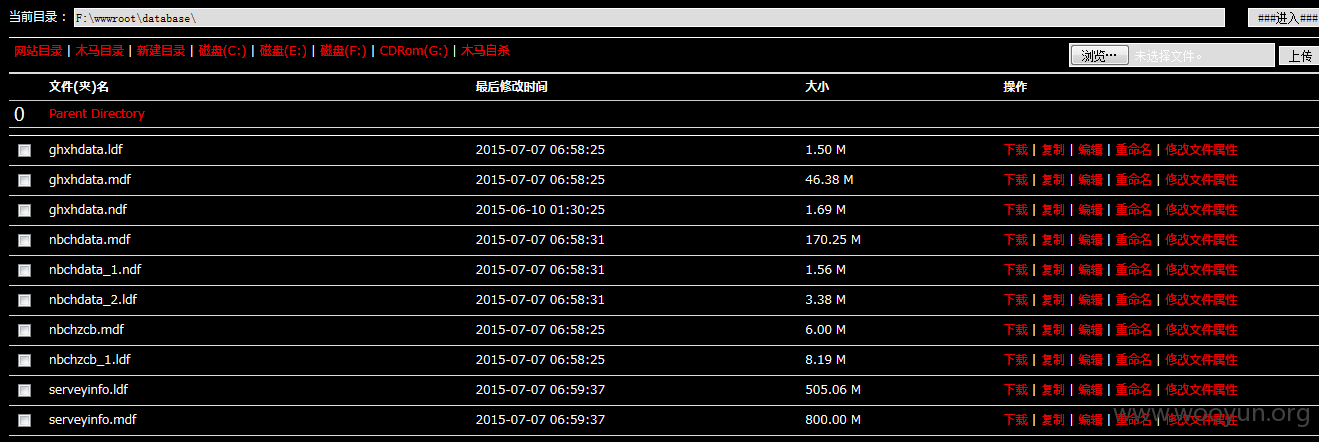 当前目录： F:\wwwroot\database\ ###进入###
网站目录 | 木马目录 | 新建目录 | 磁盘(C:) | 磁盘(E:) | 磁盘(F:) | CDRom(G:) | 木马自杀 浏览… 未选择文件。 上传
文件(夹)名 最后修改时间 大小 操作
0 Parent Directory
ghxhdata.ldf 2015-07-07 06:58:25 1.50 M 下载 | 复制 | 编辑 | 重命名 | 修改文件属性
ghxhdata.mdf 2015-07-07 06:58:25 46.38 M 下载 | 复制 | 编辑 | 重命名 | 修改文件属性
ghxhdata.ndf 2015-06-10 01:30:25 1.69 M 下载 | 复制 | 编辑 | 重命名 | 修改文件属性
nbchdata.mdf 2015-07-07 06:58:31 170.25 M 下载 | 复制 | 编辑 | 重命名 | 修改文件属性
nbchdata_1.ndf 2015-07-07 06:58:31 1.56 M 下载 | 复制 | 编辑 | 重命名 | 修改文件属性
nbchdata_2.ldf 2015-07-07 06:58:31 3.38 M 下载 | 复制 | 编辑 | 重命名 | 修改文件属性
nbchzcb.mdf 2015-07-07 06:58:25 6.00 M 下载 | 复制 | 编辑 | 重命名 | 修改文件属性
nbchzcb_1.ldf 2015-07-07 06:58:25 8.19 M 下载 | 复制 | 编辑 | 重命名 | 修改文件属性
serveyinfo.ldf 2015-07-07 06:59:37 505.06 M 下载 | 复制 | 编辑 | 重命名 | 修改文件属性
serveyinfo.mdf 2015-07-07 06:59:37 800.00 M 下载 | 复制 | 编辑 | 重命名 | 修改文件属性
www.wooyun.org